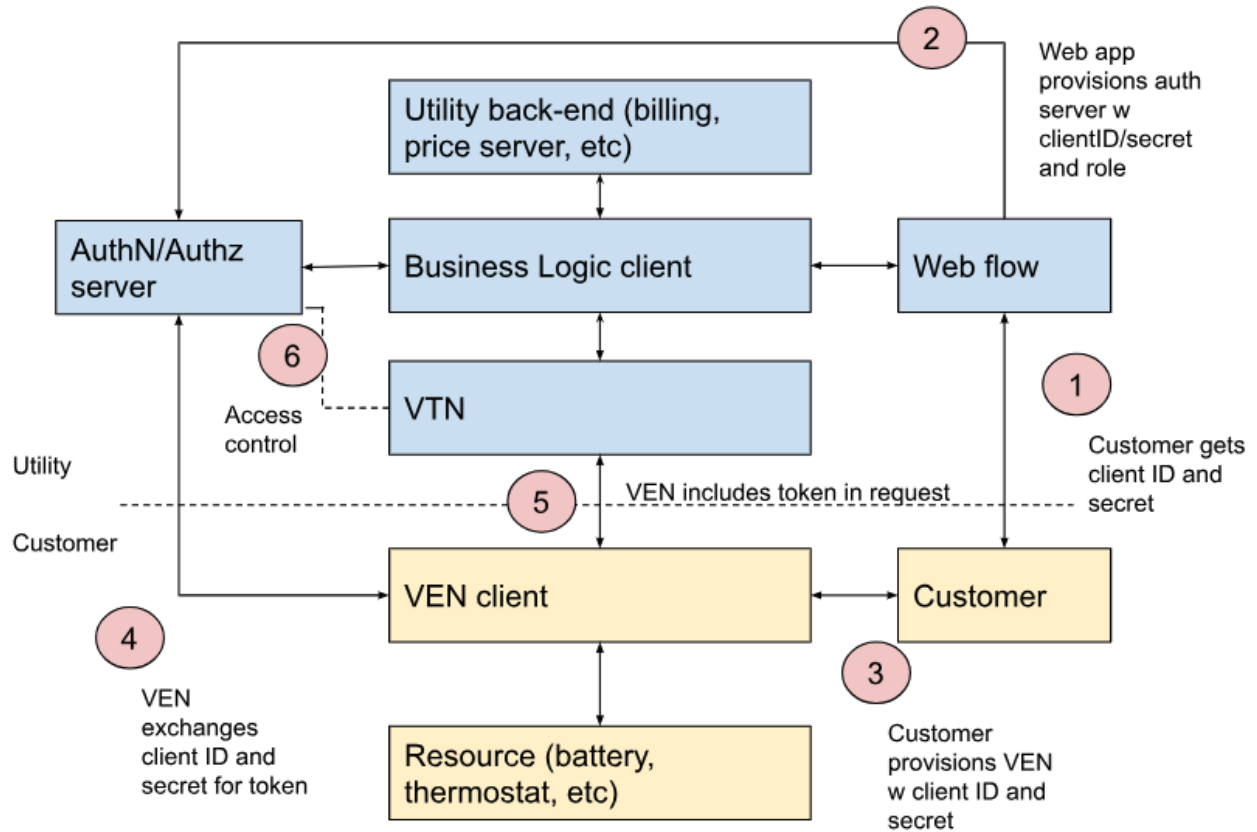 2
Web app
provisions auth
server w
clientID/secret
and role
Utility back-end (billing,
price server, etc)
AuthN/Authz
server
Business Logic client
Web flow
6
Access
control
VTN
1
Customer gets
client ID and
secret
Utility
5
VEN includes token in request
Customer
VEN client
Customer
4
VEN
exchanges
client ID and
secret for token
3
Customer
provisions VEN
w client ID and
secret
Resource (battery,
thermostat, etc)